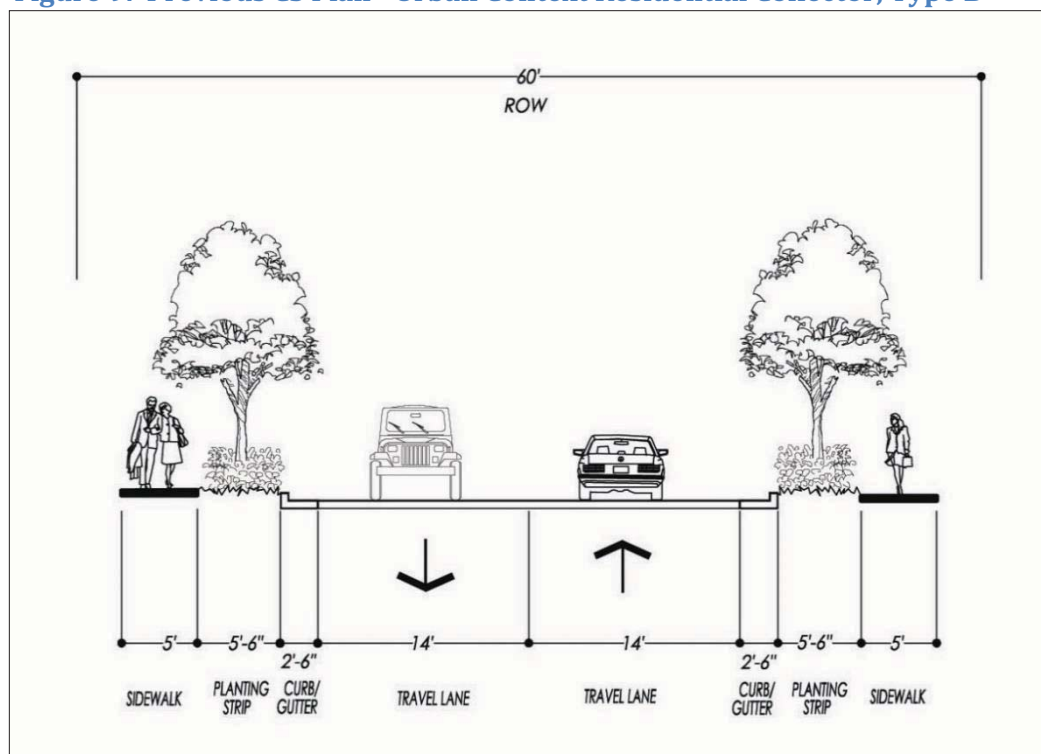 60'
ROW
5' 5'-6" 14' 14' 5'-6" 5'
2'-6" 2'-6"
SIDEWALK PLANTING STRIP CURB/ GUTTER TRAVEL LANE TRAVEL LANE CURB/ GUTTER PLANTING STRIP SIDEWALK